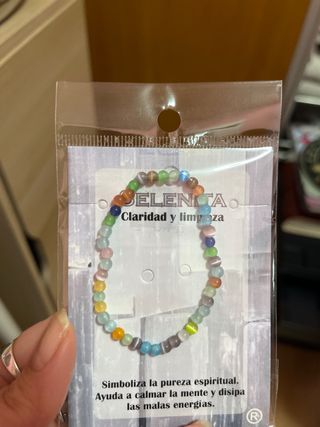 SELENITA
Claridad y limpieza
Simboliza la pureza espiritual.
Ayuda a calmar la mente y disipa
las malas energías.
®